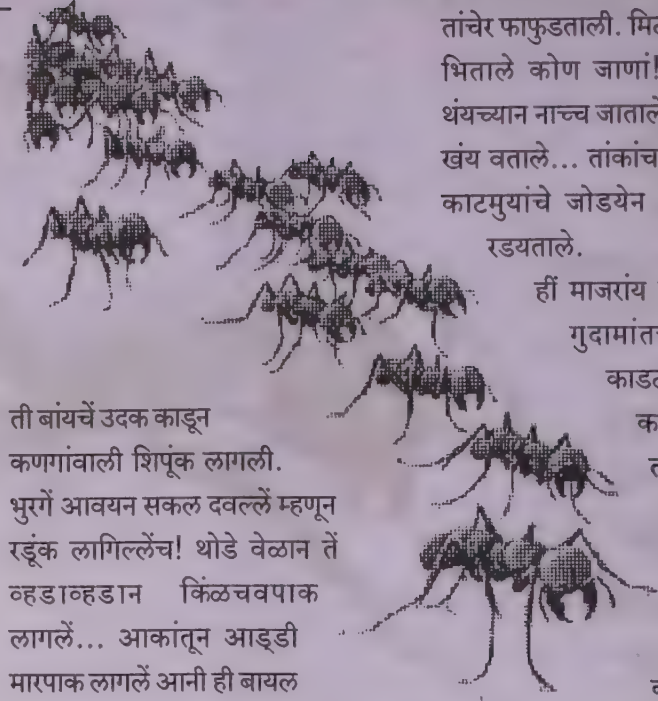 ती बांयचें उदक काडून
कणगांवाली शिपूंक लागली.
भुरगें आवयन सकल दवल्लें म्हणून
रडूंक लागिल्लेंच! थोडे वेळान तें
व्हडाव्हडान किंळचवपाक
लागलें... आकांतून आड्डी
मारपाक लागलें आनी ही बायल
तांचेर फाफुडताली.
भिताले कोण जाणां!
थंयच्यान नाच्च जाताले
खंय वताले... तांकांच
काटमुयांचे जोडयेन
रडयताले.
हीं माजरांय